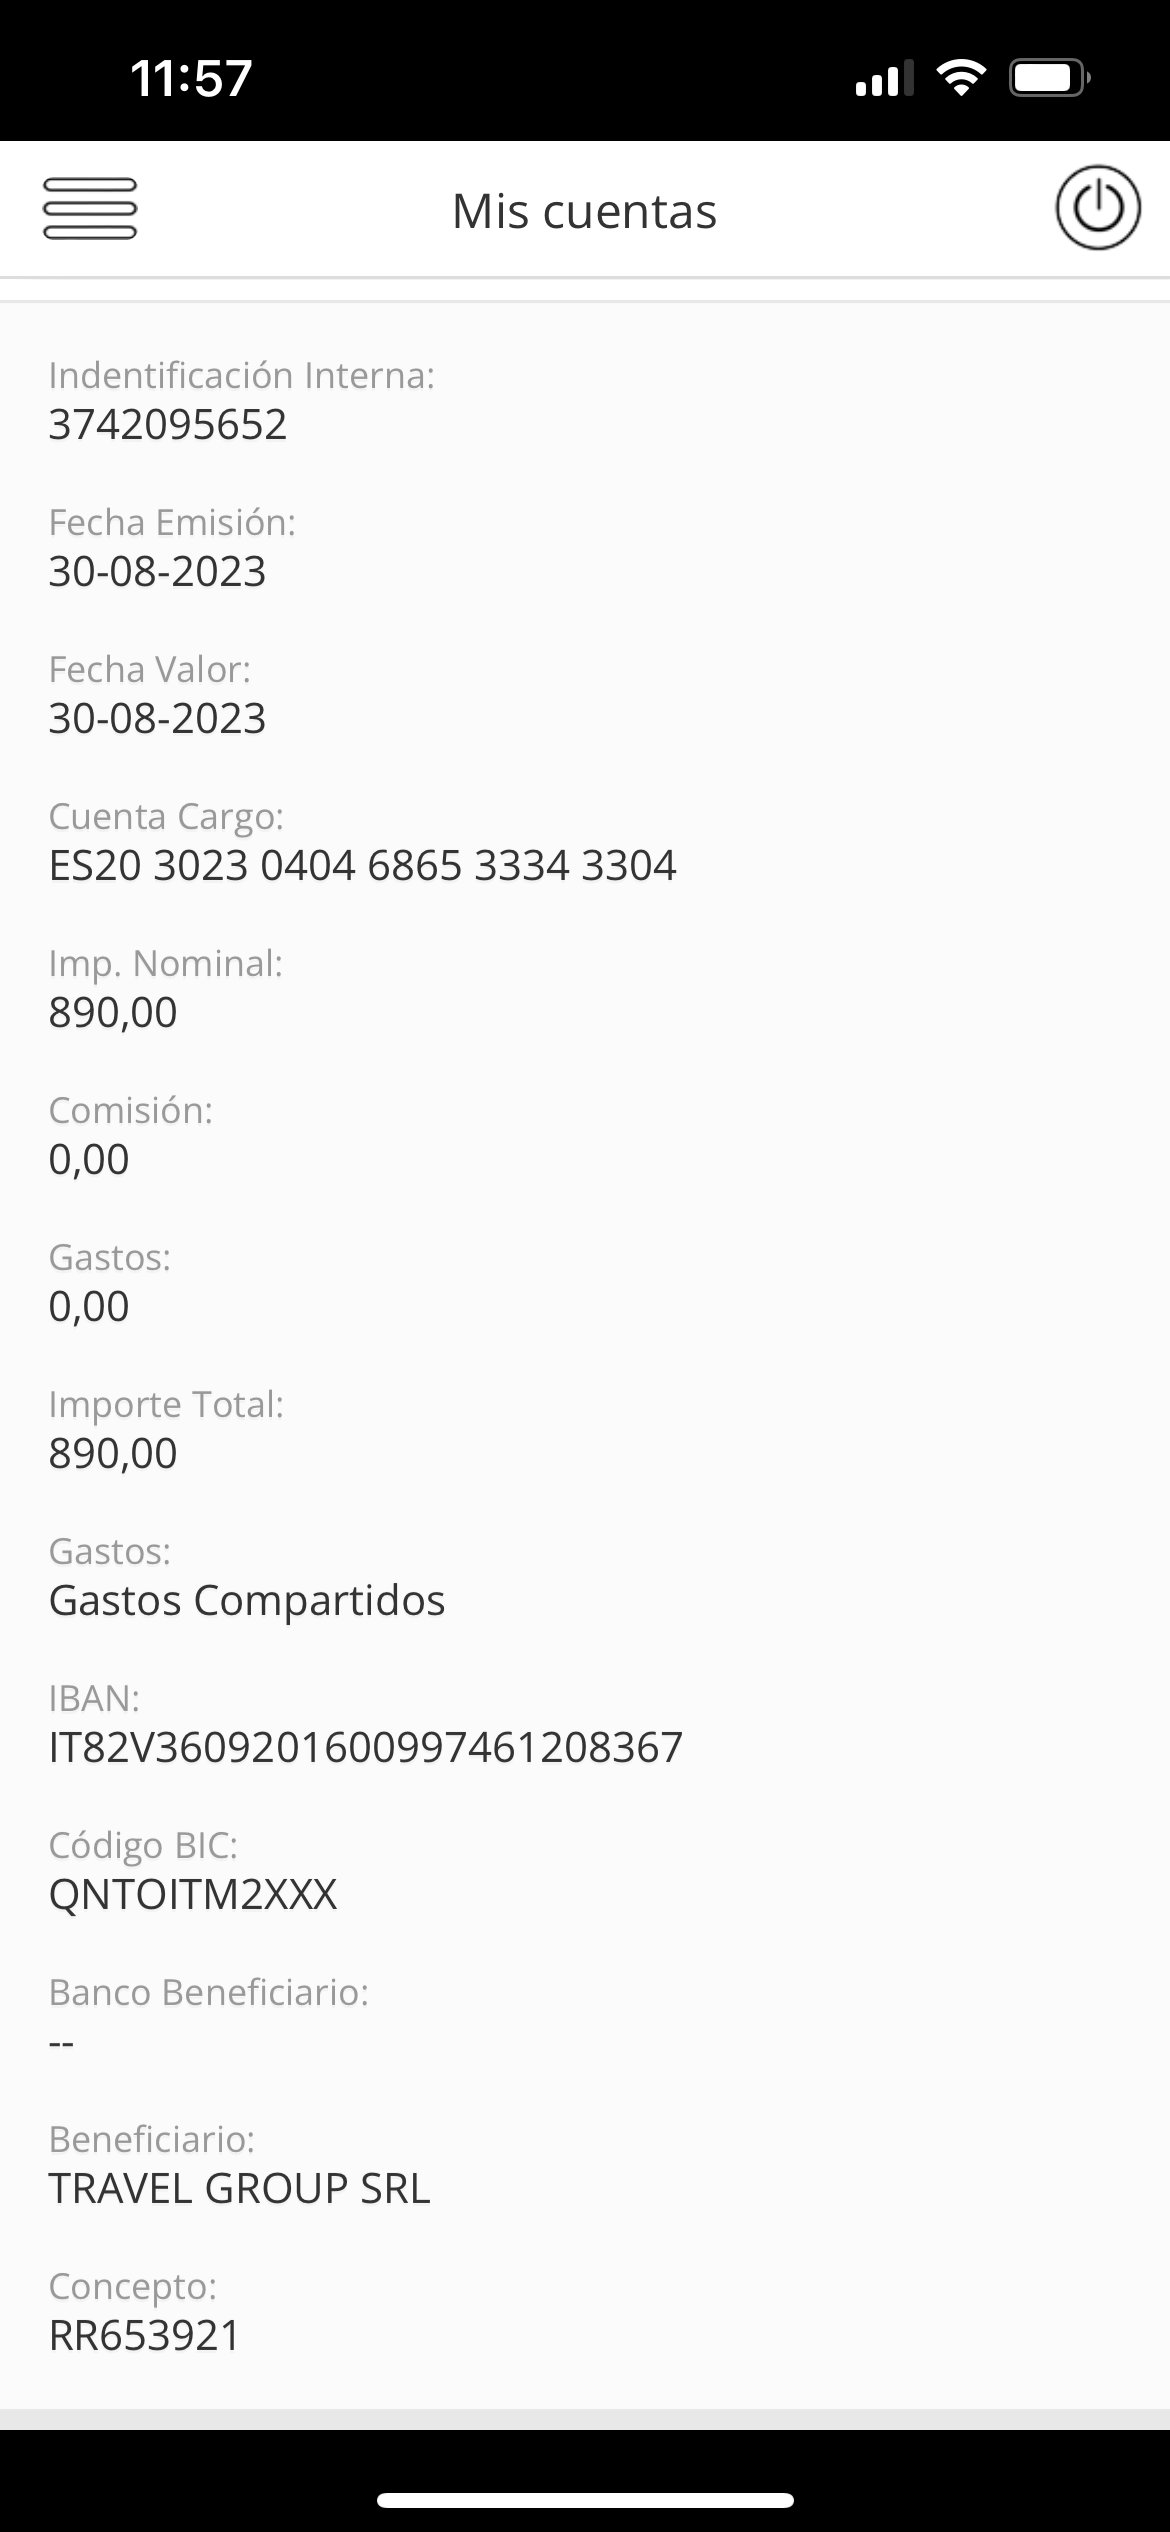 11:57
Mis cuentas
Indentificación Interna:
3742095652
Fecha Emisión:
30-08-2023
Fecha Valor:
30-08-2023
Cuenta Cargo:
ES20 3023 0404 6865 3334 3304
Imp. Nominal:
890,00
Comisión:
0,00
Gastos:
0,00
Importe Total:
890,00
Gastos:
Gastos Compartidos
IBAN:
IT82V3609201600997461208367
Código BIC:
QNTOITM2XXX
Banco Beneficiario:
--
Beneficiario:
TRAVEL GROUP SRL
Concepto:
RR653921